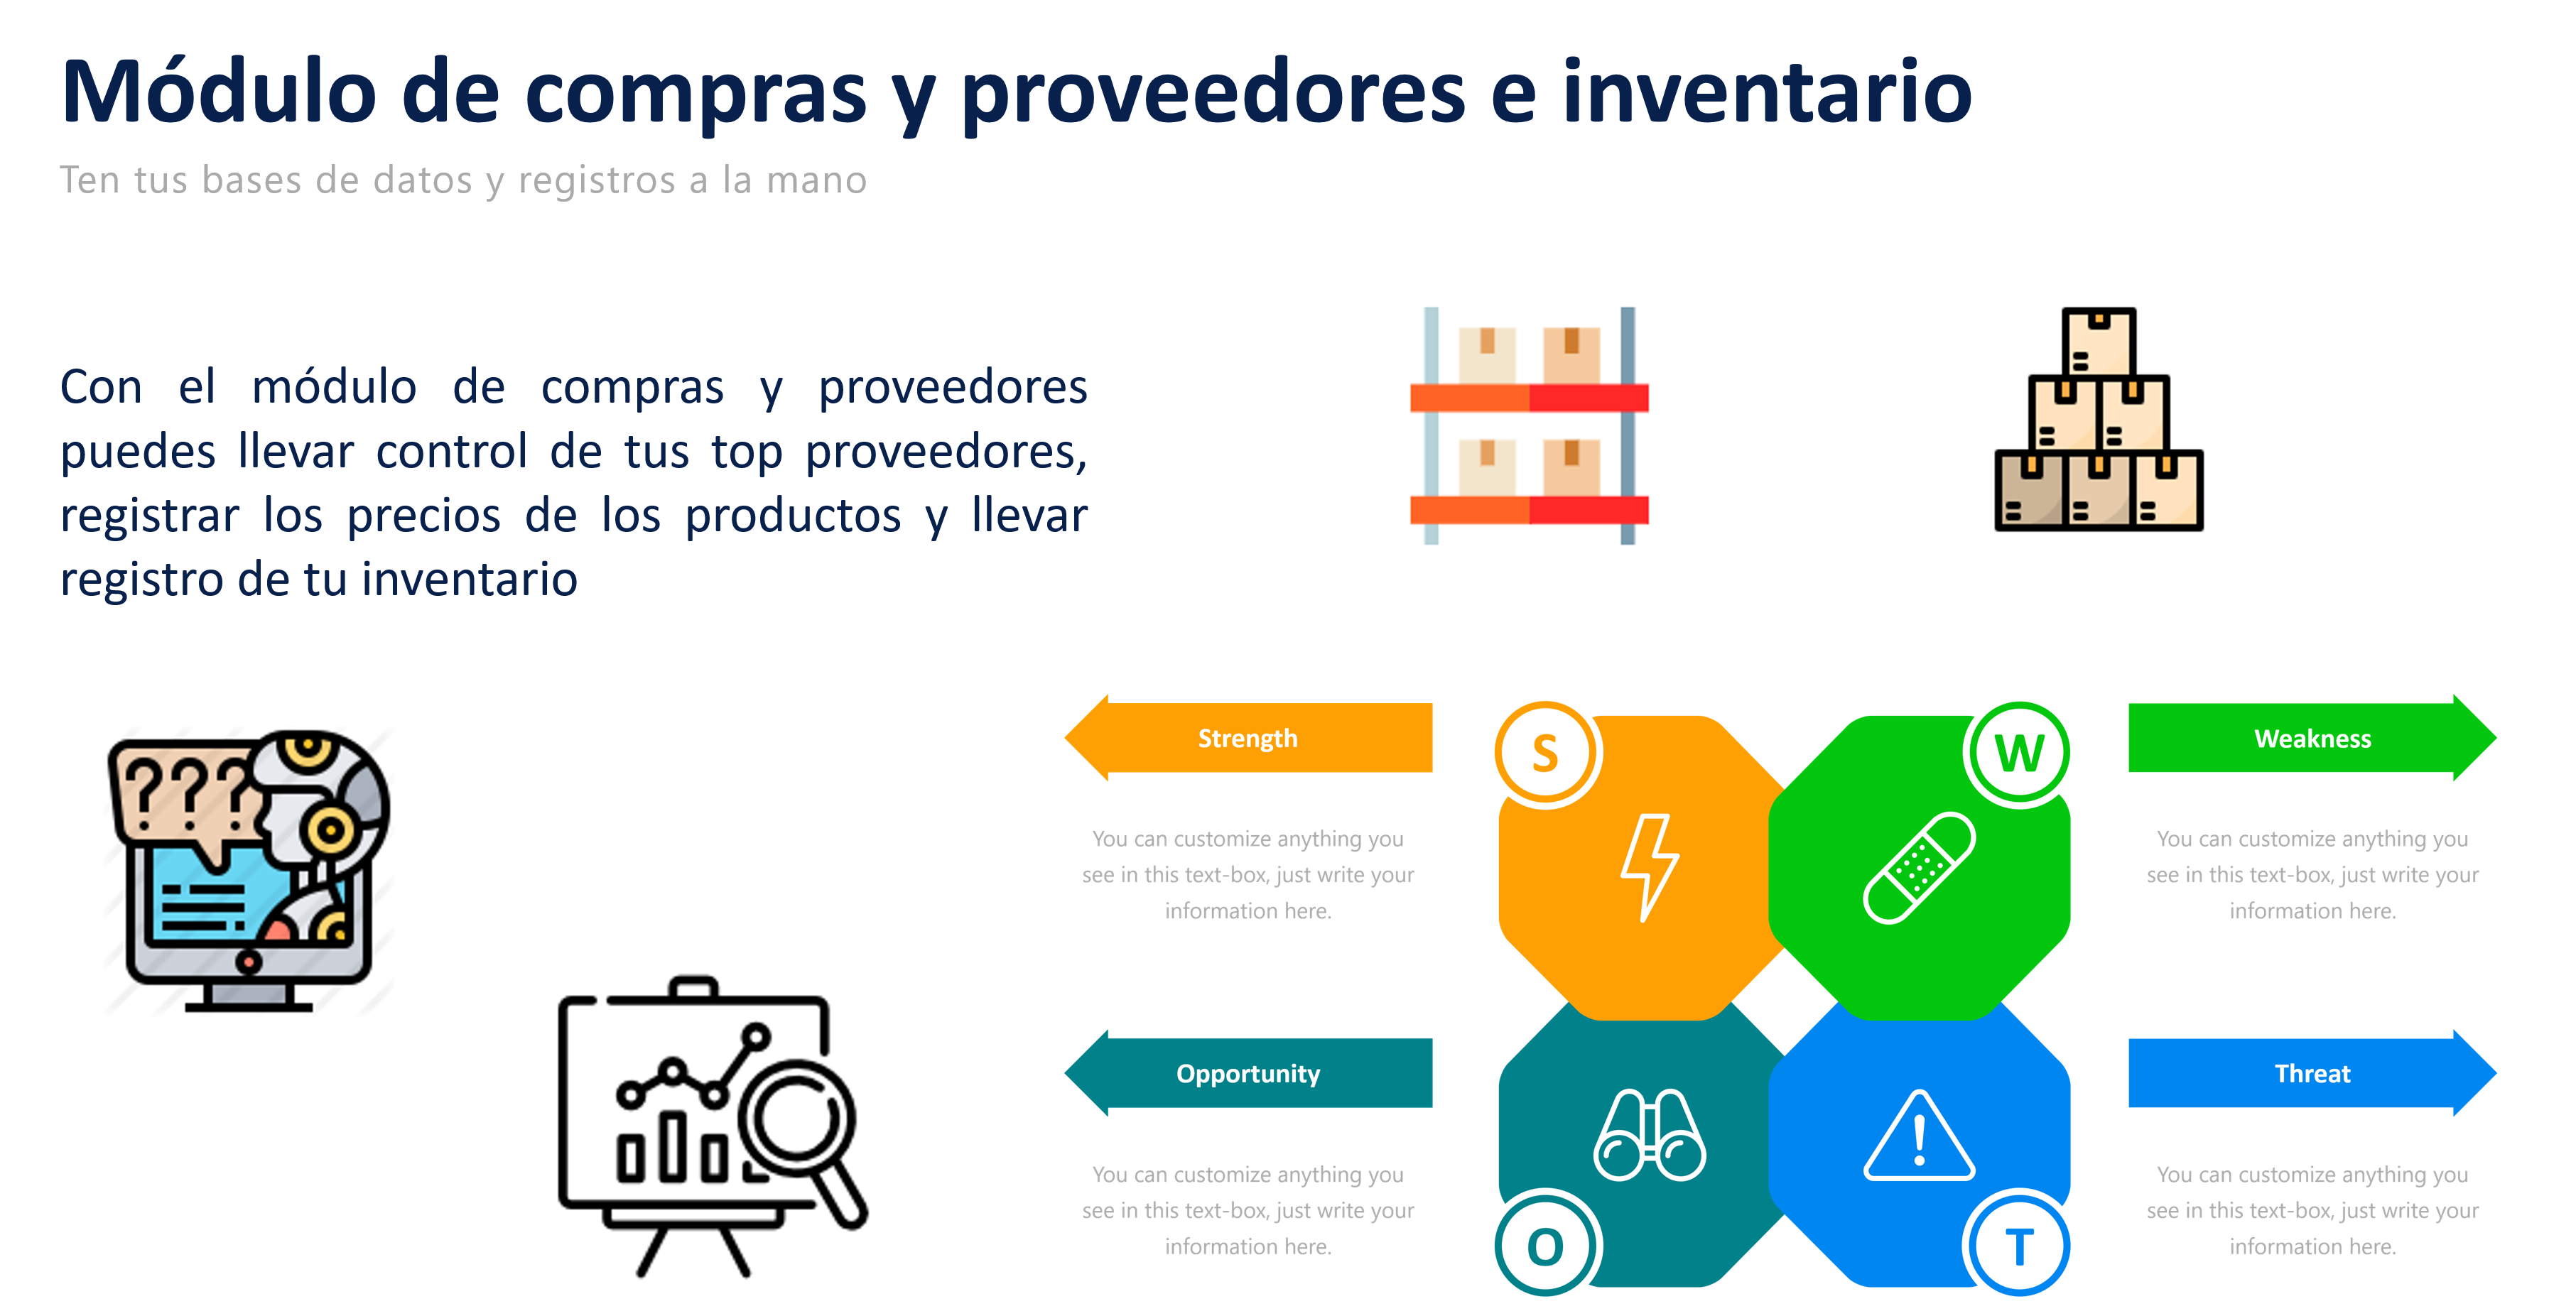 Módulo de compras y proveedores e inventario
Ten tus bases de datos y registros a la mano
Con el módulo de compras y proveedores
puedes llevar control de tus top proveedores,
registrar los precios de los productos y llevar
registro de tu inventario
???
Strength
You can customize anything you
see in this text-box, just write your
information here.
S
W
Weakness
You can customize anything you
see in this text-box, just write your
information here.
Opportunity
You can customize anything you
see in this text-box, just write your
information here.
O
T
Threat
You can customize anything you
see in this text-box, just write your
information here.